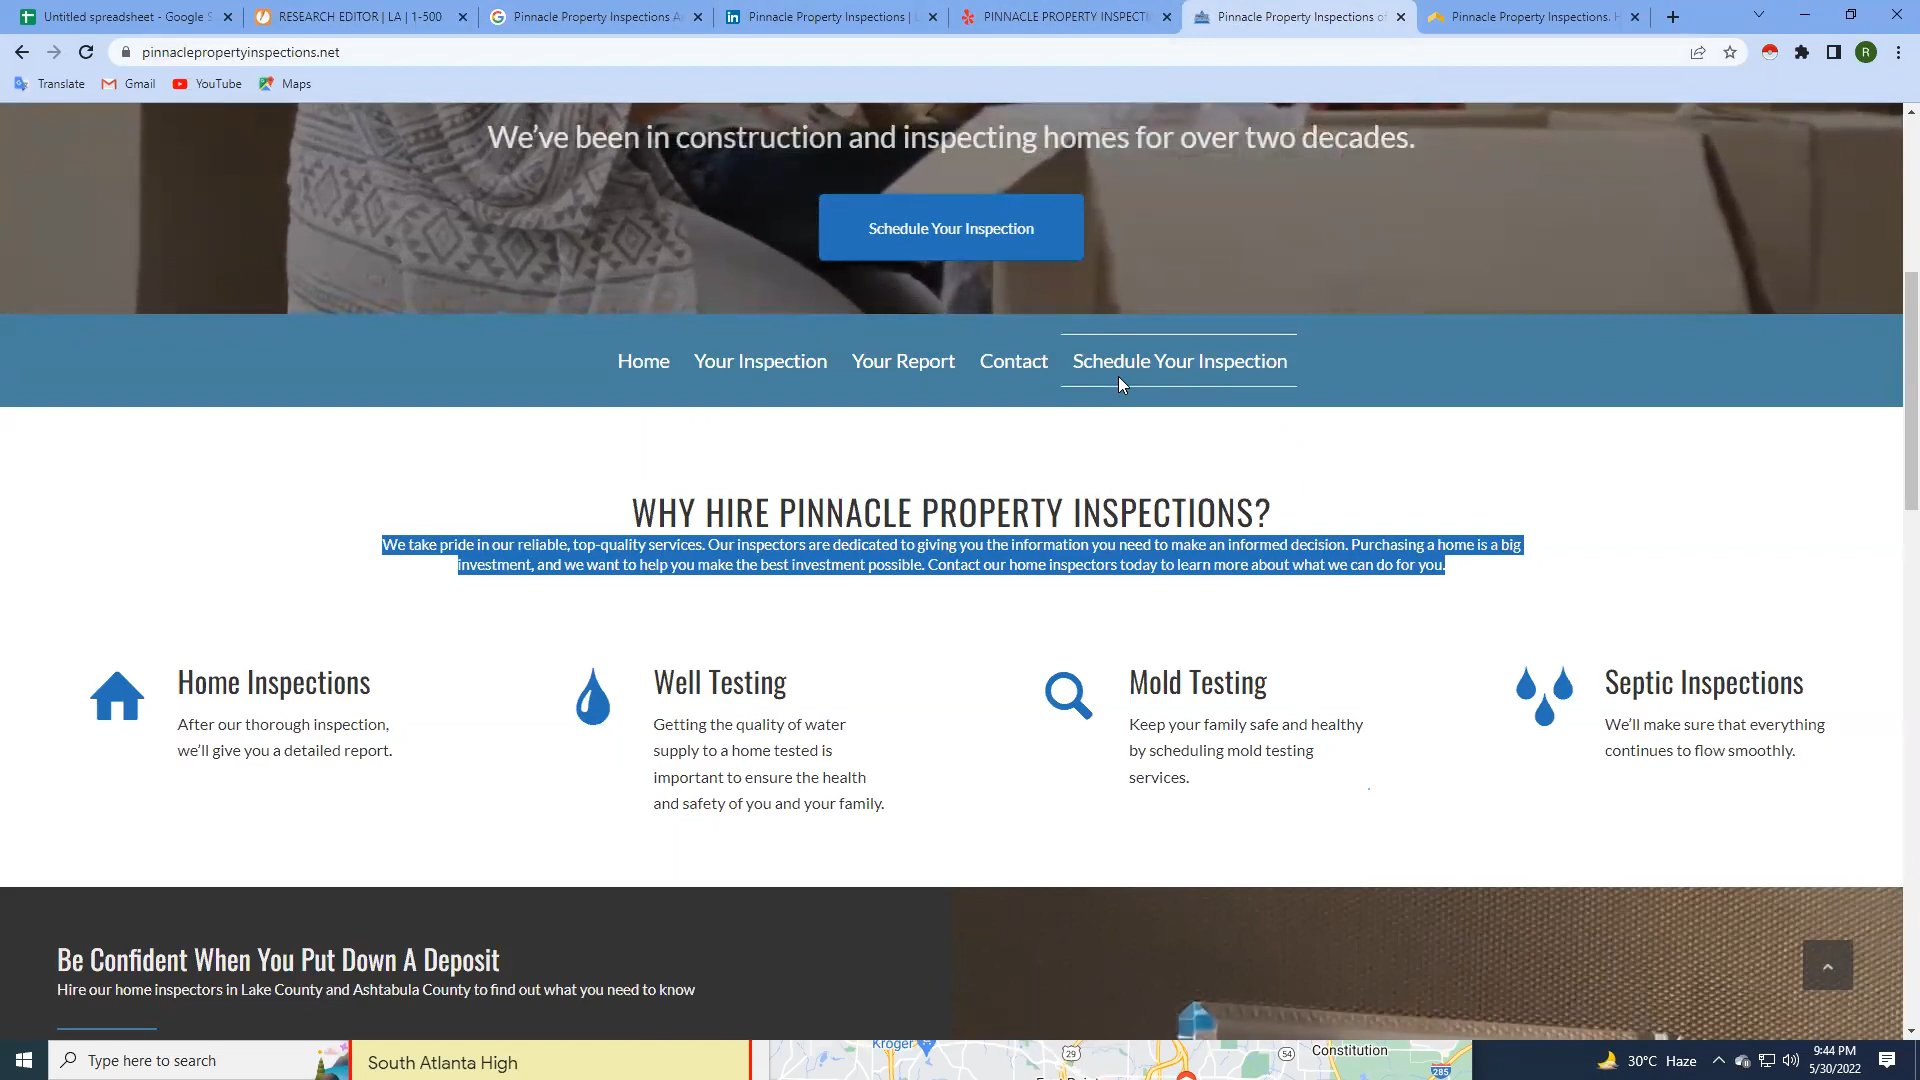 Untitled spreadsheet - Google S
RESEARCH EDITOR | LA | 1-500
Pinnacle Property Inspections A
Pinnacle Property Inspections | L
PINNACLE PROPERTY INSPECTI
Pinnacle Property Inspections of
Pinnacle Property Inspections. H
pinnaclepropertyinspections.net
R
Translate
Gmail
YouTube
Maps
We've been in construction and inspecting homes for over two decades.
Schedule Your Inspection
Home
Your Inspection
Your Report
Contact
Schedule Your Inspection
WHY HIRE PINNACLE PROPERTY INSPECTIONS?
We take pride in our reliable, top-quality services. Our inspectors are dedicated to giving you the information you need to make an informed decision. Purchasing a home is a big
investment, and we want to help you make the best investment possible. Contact our home inspectors today to learn more about what we can do for you.
Home Inspections
After our thorough inspection,
we'll give you a detailed report.
Well Testing
Getting the quality of water
supply to a home tested is
important to ensure the health
and safety of you and your family.
Mold Testing
Keep your family safe and healthy
by scheduling mold testing
services.
Septic Inspections
We'll make sure that everything
continues to flow smoothly.
Be Confident When You Put Down A Deposit
Hire our home inspectors in Lake County and Ashtabula County to find out what you need to know
Type here to search
South Atlanta High
Kroger
29
54
Constitution
285
30°C Haze
9:44 PM
5/30/2022